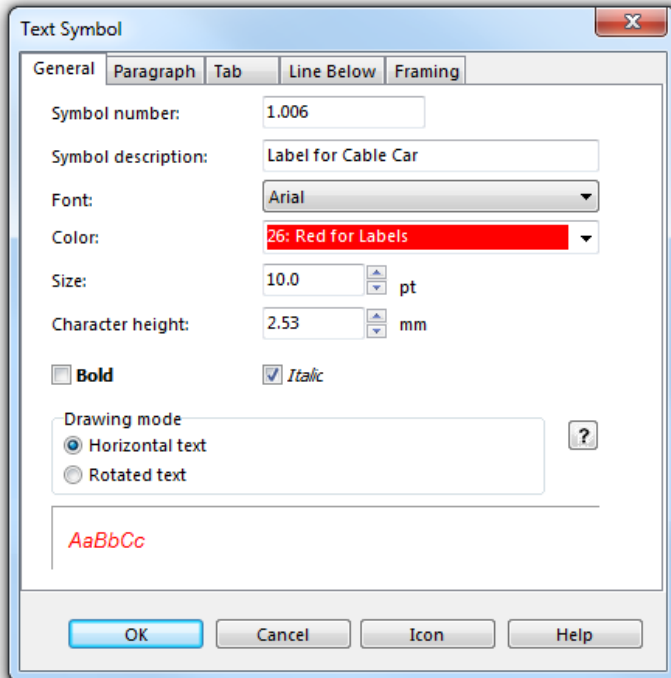 Text Symbol
General Paragraph Tab Line Below Framing
Symbol number: 1.006
Symbol description: Label for Cable Car
Font: Arial
Color: 26: Red for Labels
Size: 10.0 pt
Character height: 2.53 mm
Bold Italic
Drawing mode
Horizontal text
?
Rotated text
AaBbCc
OK Cancel Icon Help